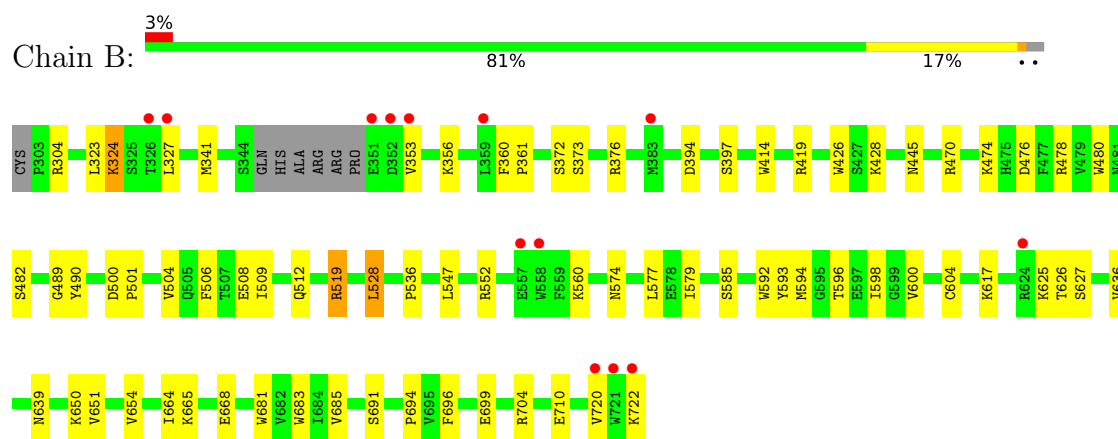 3%
Chain B:
81% 17% . .
CYS P303 R304 L323 K324 S325 T326 L327 M341 S344 GLN HIS ALA ARG ARG PRO E351 D352 V353 K356 L359 F360 P361 S372 S373 R376 M383 D394 S397 W414 R419 W426 S427 K428 N445 R470 K474 H475 D476 F477 R478 V479 W480
S482 G489 Y490 D500 P501 V504 Q505 F506 T507 E508 I509 Q512 R519 L528 P536 L547 R552 E557 W558 F559 K560 N574 L577 E578 I579 S585 W592 Y593 M594 G595 T596 E597 I598 G599 V600 C604 K617 R624 K625 T626 S627
N639 K650 V651 V654 I664 K665 E668 W681 V682 W683 I684 V685 S691 P694 V695 F696 E699 R704 E710 V720 W721 K722